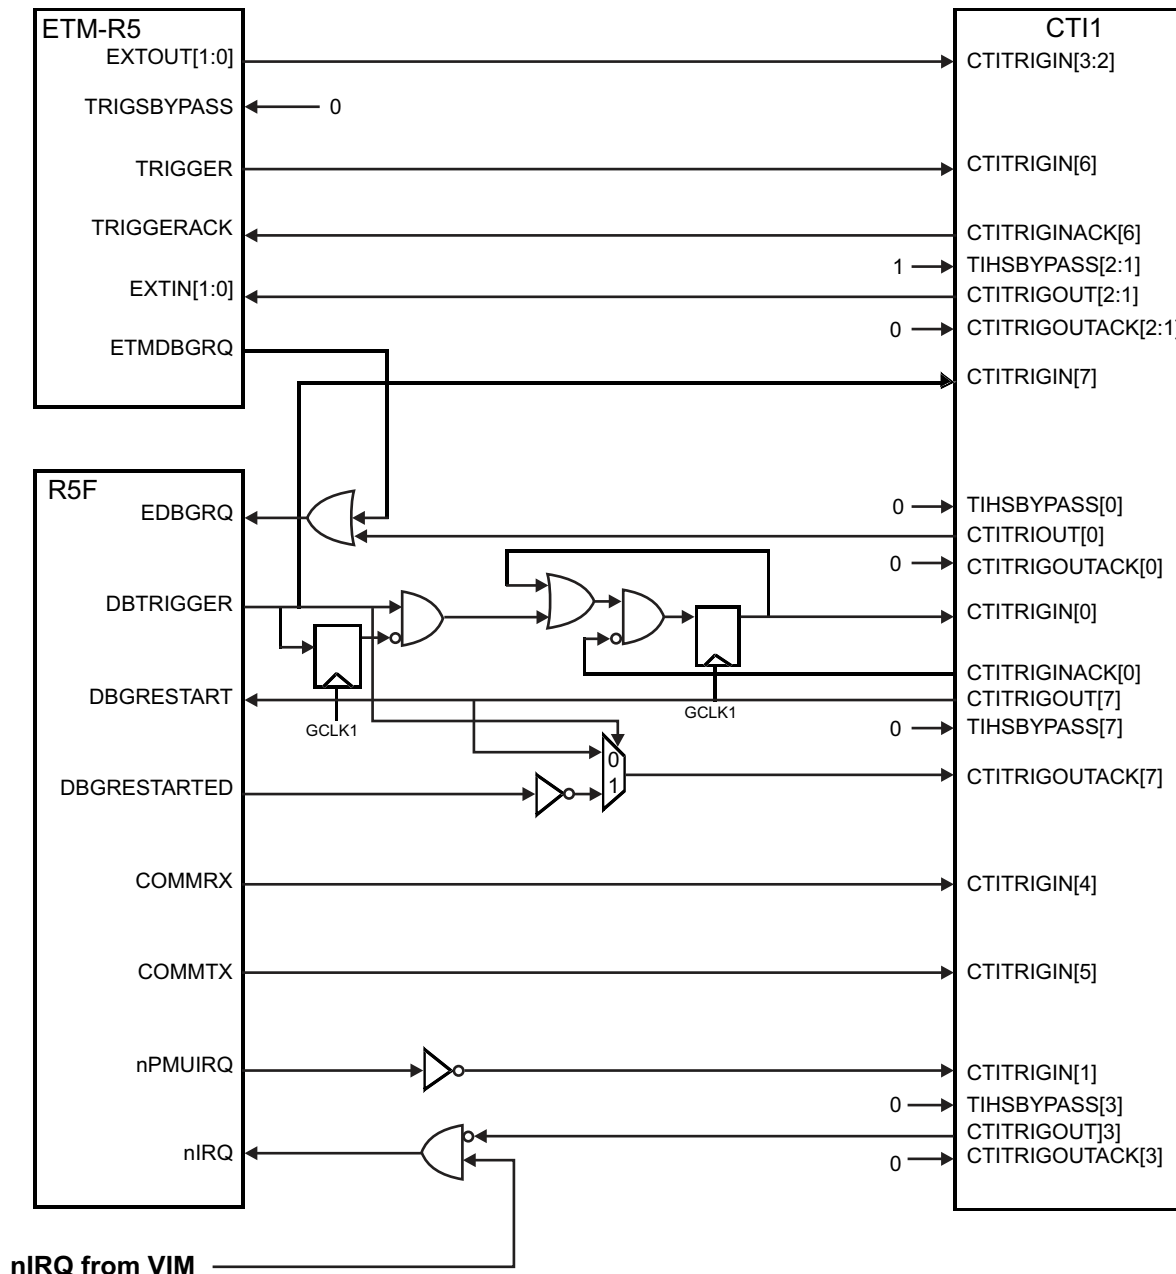 ETM-R5
EXTOUT[1:0]
TRIGSBYPASS
0
TRIGGER
TRIGGERACK
EXTIN[1:0]
ETMDBGRQ
R5F
EDBGRQ
DBTRIGGER
DBGRESTART
DBGRESTARTED
COMMRX
COMMTX
nPMUIRQ
nIRQ
nIRQ from VIM
GCLK1
GCLK1
0
1
CTI1
CTITRIGIN[3:2]
CTITRIGIN[6]
CTITRIGINACK[6]
1
TIHSBYPASS[2:1]
CTITRIGOUT[2:1]
0
CTITRIGOUTACK[2:1]
CTITRIGIN[7]
0
TIHSBYPASS[0]
CTITRIOUT[0]
0
CTITRIGOUTACK[0]
CTITRIGIN[0]
CTITRIGINACK[0]
CTITRIGOUT[7]
0
TIHSBYPASS[7]
CTITRIGOUTACK[7]
CTITRIGIN[4]
CTITRIGIN[5]
CTITRIGIN[1]
0
TIHSBYPASS[3]
CTITRIGOUT]3]
0
CTITRIGOUTACK[3]